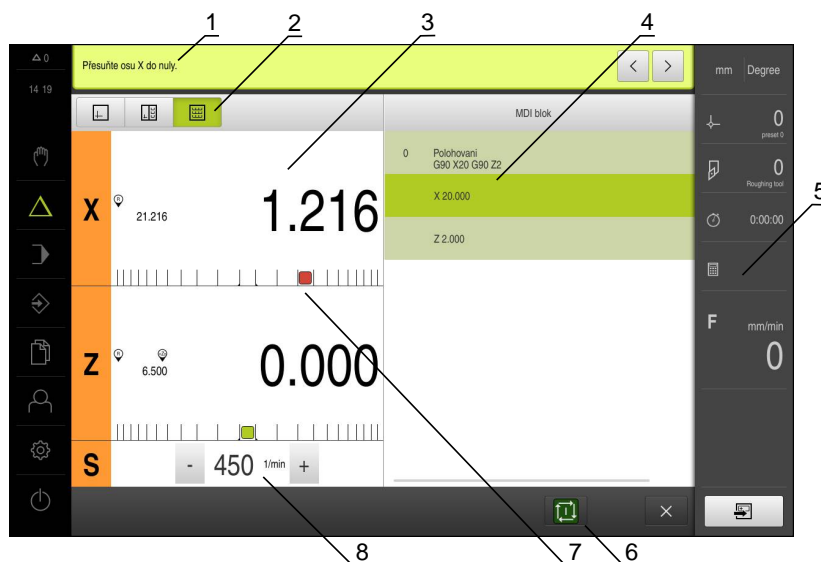 1
2
3
4
0
14 19
Přesuňte osu X do nuly.
mm Degree
MDI blok
0
preset 0
0 Polohovani
G90 X20 G90 Z2
0
Roughing tool
X
R
21.216
1.216
X 20.000
5
0:00:00
Z 2.000
F mm/min
0
Z
R
6.500
0.000
S
- 450 1/min +
8
7
6